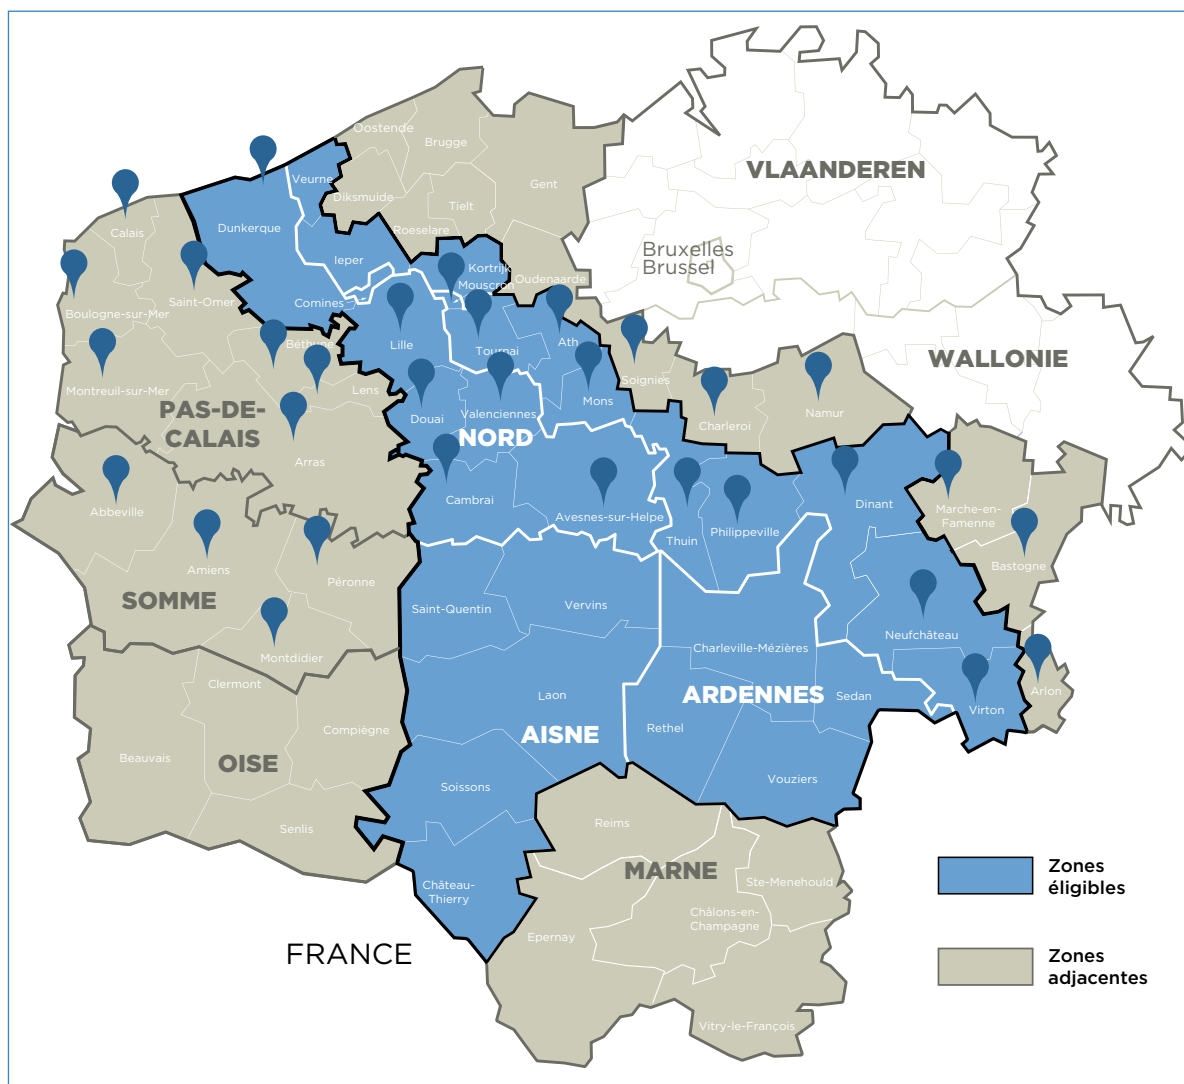 Oostende
Brugge
VLAANDEREN
Veurne
Diksmuide
Gent
Tielt
Calais
Dunkerque
Roeselare
Bruxelles
Brussel
Ieper
Kortrijk
Mouscron
Oudenaarde
Saint-Omer
Comines
Boulogne-sur-Mer
Béthune
Lille
Tournai
Ath
WALLONIE
Soignies
Montreuil-sur-Mer
Lens
Mons
PAS-DE-
CALAIS
Douai
Valenciennes
Charleroi
Namur
NORD
Arras
Cambrai
Abbeville
Avesnes-sur-Helpe
Dinant
Marche-en-
Famenne
Thuin
Philippeville
Amiens
Péronne
Bastogne
SOMME
Saint-Quentin
Vervins
Neufchâteau
Montdidier
Charleville-Mézières
Clermont
Laon
ARDENNES
Sedan
Arlon
Virton
Compiègne
AISNE
Rethel
Beauvais
OISE
Soissons
Vouziers
Senlis
Reims
MARNE
Ste-Menehould
Château-
Thierry
Châlons-en-
Champagne
Epernay
FRANCE
Vitry-le-François
Zones
éligibles
Zones
adjacentes